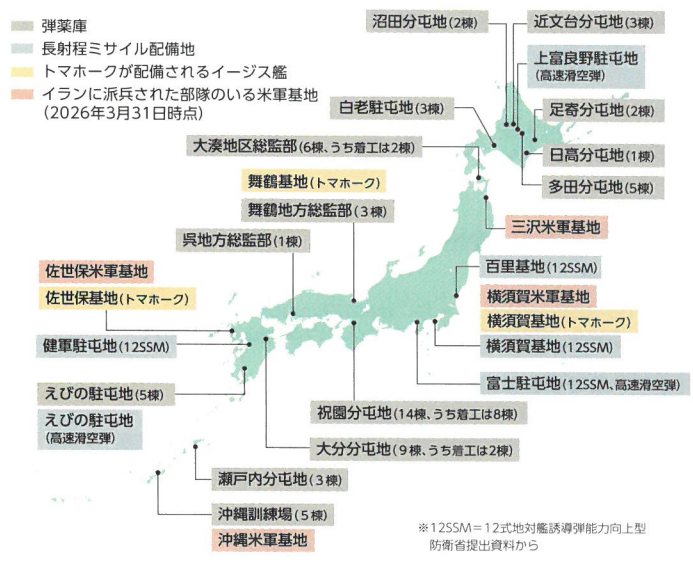 弾薬庫
長射程ミサイル配備地
トマホークが配備されるイージス艦
イランに派兵された部隊のいる米軍基地
(2026年3月31日時点)
沼田分屯地(2棟)
近文台分屯地(3棟)
上富良野駐屯地
(高速滑空弾)
白老駐屯地(3棟)
足寄分屯地(2棟)
大湊地区総監部(6棟、うち着工は2棟)
日高分屯地(1棟)
多田分屯地(5棟)
舞鶴基地(トマホーク)
舞鶴地方総監部(3棟)
三沢米軍基地
呉地方総監部(1棟)
百里基地(12SSM)
佐世保米軍基地
佐世保基地(トマホーク)
横須賀米軍基地
横須賀基地(トマホーク)
横須賀基地(12SSM)
健軍駐屯地(12SSM)
富士駐屯地(12SSM、高速滑空弾)
えびの駐屯地(5棟)
えびの駐屯地
(高速滑空弾)
祝園分屯地(14棟、うち着工は8棟)
大分分屯地(9棟、うち着工は2棟)
瀬戸内分屯地(3棟)
沖縄訓練場(5棟)
沖縄米軍基地
※12SSM=12式地対艦誘導弾能力向上型
防衛省提出資料から